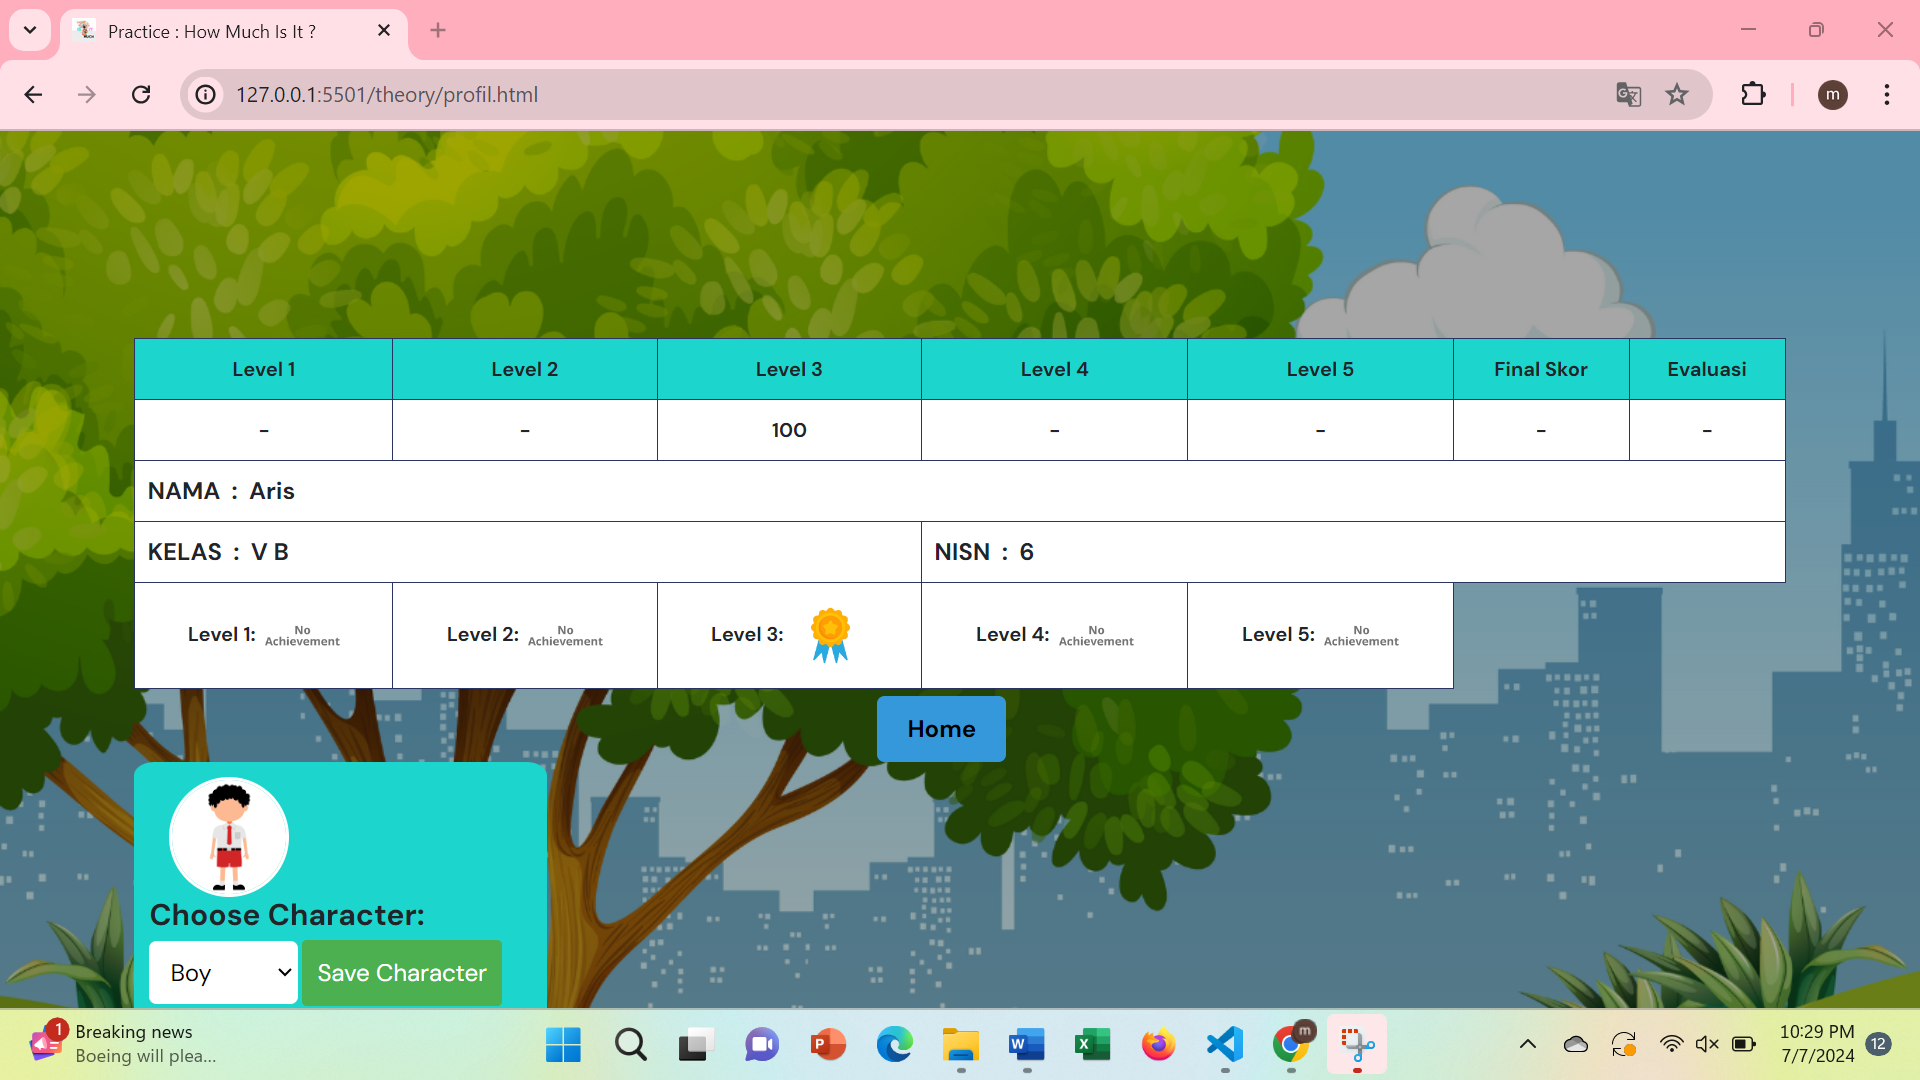 Practice : How Much Is It ?
127.0.0.1:5501/theory/profil.html
m
Level 1 Level 2 Level 3 Level 4 Level 5 Final Skor Evaluasi
- - 100 - - - -
NAMA : Aris
KELAS : V B NISN : 6
Level 1: No Achievement Level 2: No Achievement Level 3: Level 4: No Achievement Level 5: No Achievement
Home
Choose Character:
Boy Save Character
1 Breaking news
Boeing will plea...
10:29 PM
7/7/2024
12